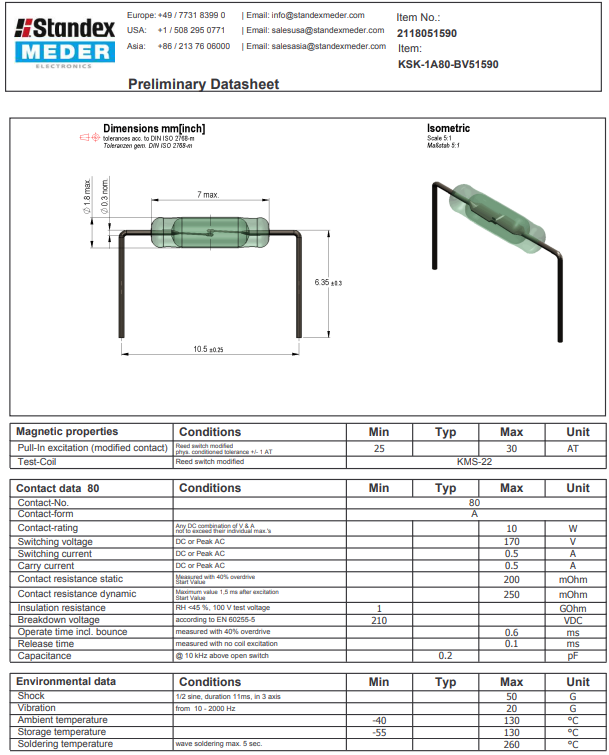 Standex
MEDER
ELECTRONICS
Europe: +49 / 7731 8399 0 | Email: info@standexmeder.com
USA: +1 / 508 295 0771 | Email: salesusa@standexmeder.com
Asia: +86 / 213 76 06000 | Email: salesasia@standexmeder.com
Item No.:
2118051590
Item:
KSK-1A80-BV51590
Preliminary Datasheet
Dimensions mm[inch]
tolerances acc. to DIN ISO 2768-m
Toleranzen gem. DIN ISO 2768-m
Isometric
Scale 5:1
Maßstab 5:1
∅ 1.8 max.
∅ 0.3 nom.
7 max.
6.35 ±0.3
10.5 ±0.25
Magnetic properties Conditions Min Typ Max Unit
Pull-In excitation (modified contact) Reed switch modified
phys. conditioned tolerance +/- 1 AT 25 30 AT
Test-Coil Reed switch modified KMS-22
Contact data 80 Conditions Min Typ Max Unit
Contact-No. 80
Contact-form A
Contact-rating Any DC combination of V & A
not to exceed their individual max.'s 10 W
Switching voltage DC or Peak AC 170 V
Switching current DC or Peak AC 0.5 A
Carry current DC or Peak AC 0.5 A
Contact resistance static Measured with 40% overdrive
Start Value 200 mOhm
Contact resistance dynamic Maximum value 1,5 ms after excitation
Start Value 250 mOhm
Insulation resistance RH <45 %, 100 V test voltage 1 GOhm
Breakdown voltage according to EN 60255-5 210 VDC
Operate time incl. bounce measured with 40% overdrive 0.6 ms
Release time measured with no coil excitation 0.1 ms
Capacitance @ 10 kHz above open switch 0.2 pF
Environmental data Conditions Min Typ Max Unit
Shock 1/2 sine, duration 11ms, in 3 axis 50 G
Vibration from 10 - 2000 Hz 20 G
Ambient temperature -40 130 °C
Storage temperature -55 130 °C
Soldering temperature wave soldering max. 5 sec. 260 °C